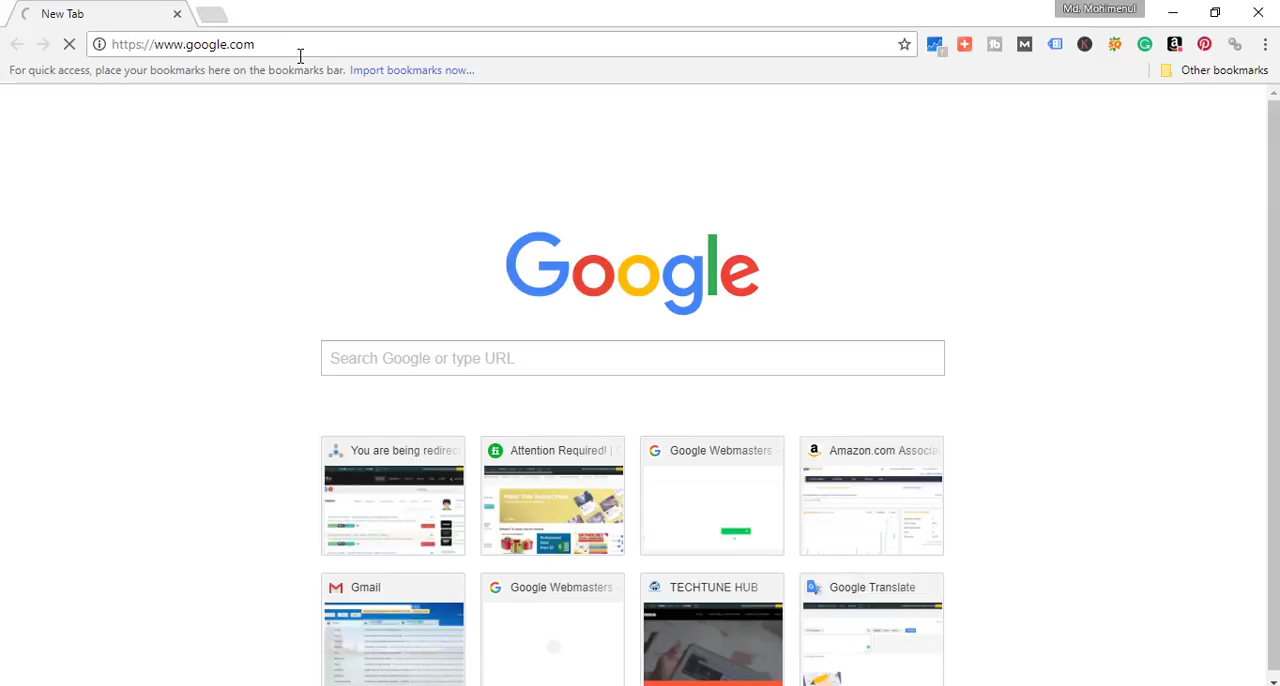 New Tab
Md. Mohimenul
https://www.google.com
For quick access, place your bookmarks here on the bookmarks bar. Import bookmarks now...
Other bookmarks
Google
Search Google or type URL
You are being redirec
Attention Required! |
Google Webmasters -
Amazon.com Associa
Gmail
Google Webmasters -
TECHTUNE HUB
Google Translate